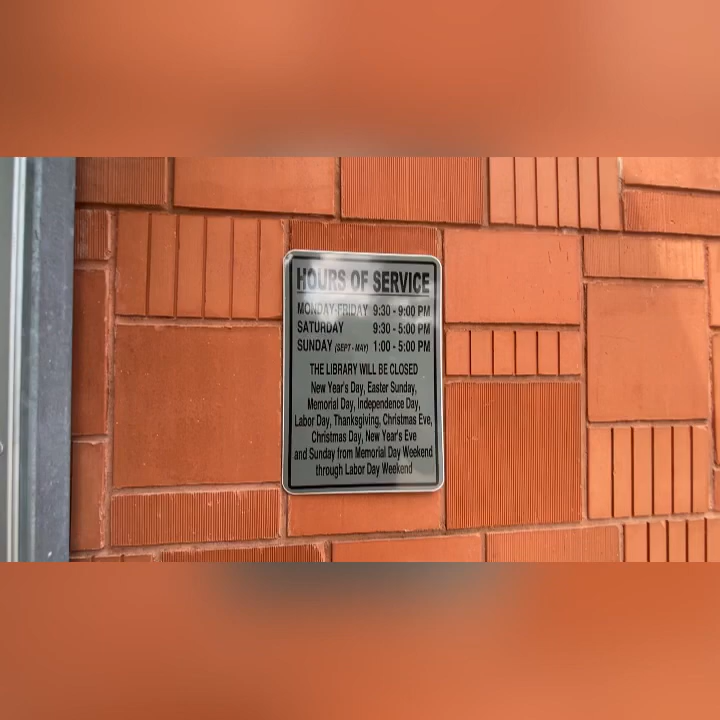 HOURS OF SERVICE
MONDAY-FRIDAY 9:30 - 9:00 PM
SATURDAY 9:30 - 5:00 PM
SUNDAY (SEPT - MAY) 1:00 - 5:00 PM
THE LIBRARY WILL BE CLOSED
New Year's Day, Easter Sunday,
Memorial Day, Independence Day,
Labor Day, Thanksgiving, Christmas Eve,
Christmas Day, New Year's Eve
and Sunday from Memorial Day Weekend
through Labor Day Weekend